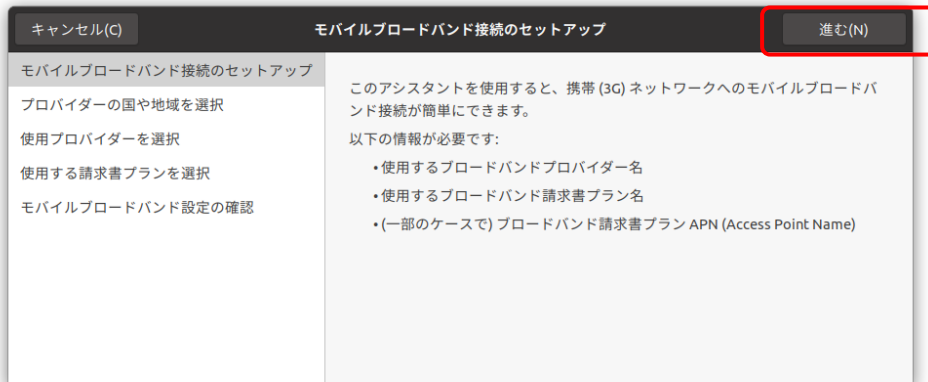 キャンセル(C)
モバイルブロードバンド接続のセットアップ
進む(N)
モバイルブロードバンド接続のセットアップ
プロバイダーの国や地域を選択
使用プロバイダーを選択
使用する請求書プランを選択
モバイルブロードバンド設定の確認
このアシスタントを使用すると、携帯 (3G) ネットワークへのモバイルブロードバ
ンド接続が簡単にできます。
以下の情報が必要です:
•使用するブロードバンドプロバイダー名
•使用するブロードバンド請求書プラン名
•(一部のケースで) ブロードバンド請求書プラン APN (Access Point Name)